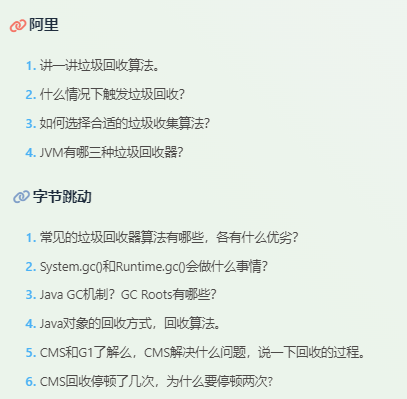 阿里
1. 讲一讲垃圾回收算法。
2. 什么情况下触发垃圾回收?
3. 如何选择合适的垃圾收集算法?
4. JVM有哪三种垃圾回收器?
字节跳动
1. 常见的垃圾回收器算法有哪些，各有什么优劣?
2. System.gc()和Runtime.gc()会做什么事情?
3. Java GC机制？GC Roots有哪些?
4. Java对象的回收方式，回收算法。
5. CMS和G1了解么，CMS解决什么问题，说一下回收的过程。
6. CMS回收停顿了几次，为什么要停顿两次?